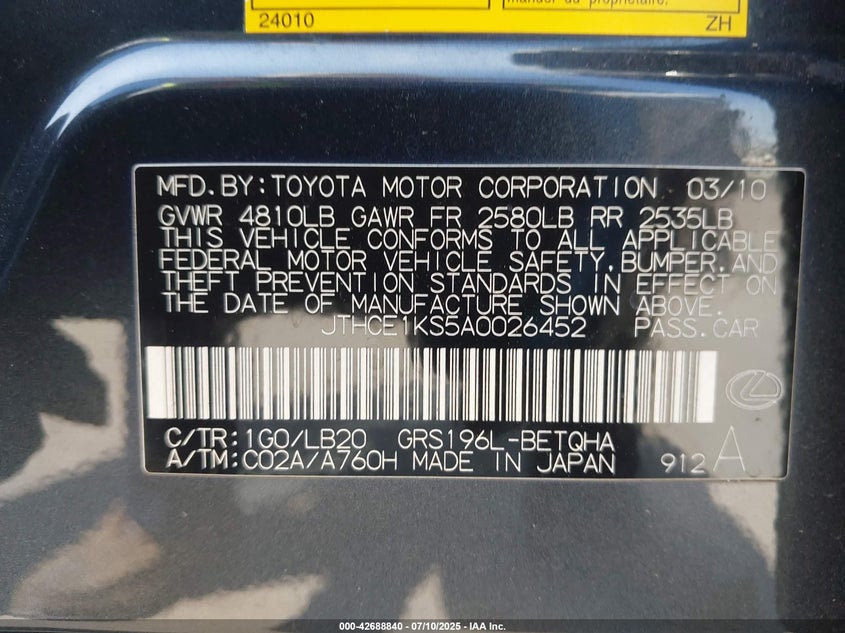 manuel du propriétaire.
24010 ZH
MFD.BY:TOYOTA MOTOR CORPORATION 03/10
GVWR 4810LB GAWR FR 2580LB RR 2535LB
THIS VEHICLE CONFORMS TO ALL APPLICABLE
FEDERAL MOTOR VEHICLE SAFETY,BUMPER,AND
THEFT PREVENTION STANDARDS IN EFFECT ON
THE DATE OF MANUFACTURE SHOWN ABOVE.
JTHCE1KS5A0026452 PASS.CAR
C/TR:1G0/LB20 GRS196L-BETQHA
A/TM:C02A/A760H MADE IN JAPAN 912 A
000-42688840 - 07/10/2025 - IAA Inc.